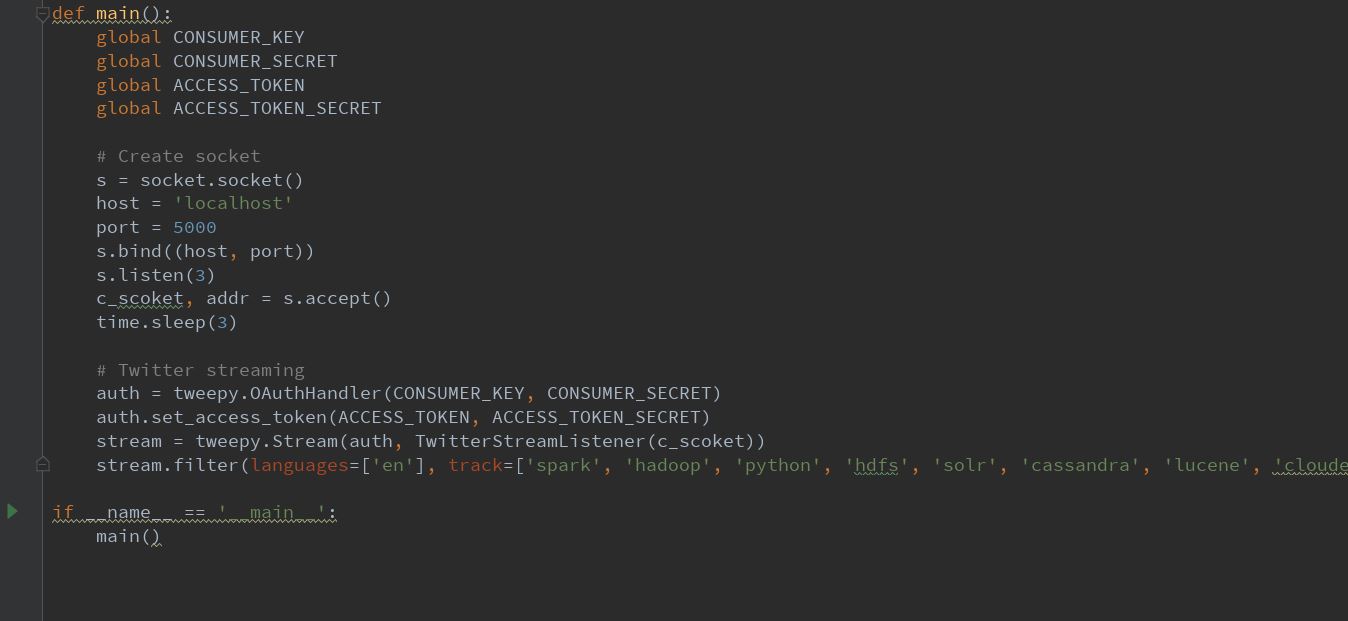 def main():
    global CONSUMER_KEY
    global CONSUMER_SECRET
    global ACCESS_TOKEN
    global ACCESS_TOKEN_SECRET

    # Create socket
    s = socket.socket()
    host = 'localhost'
    port = 5000
    s.bind((host, port))
    s.listen(3)
    c_scoket, addr = s.accept()
    time.sleep(3)

    # Twitter streaming
    auth = tweepy.OAuthHandler(CONSUMER_KEY, CONSUMER_SECRET)
    auth.set_access_token(ACCESS_TOKEN, ACCESS_TOKEN_SECRET)
    stream = tweepy.Stream(auth, TwitterStreamListener(c_scoket))
    stream.filter(languages=['en'], track=['spark', 'hadoop', 'python', 'hdfs', 'solr', 'cassandra', 'lucene', 'cloude

if __name__ == '__main__':
    main()